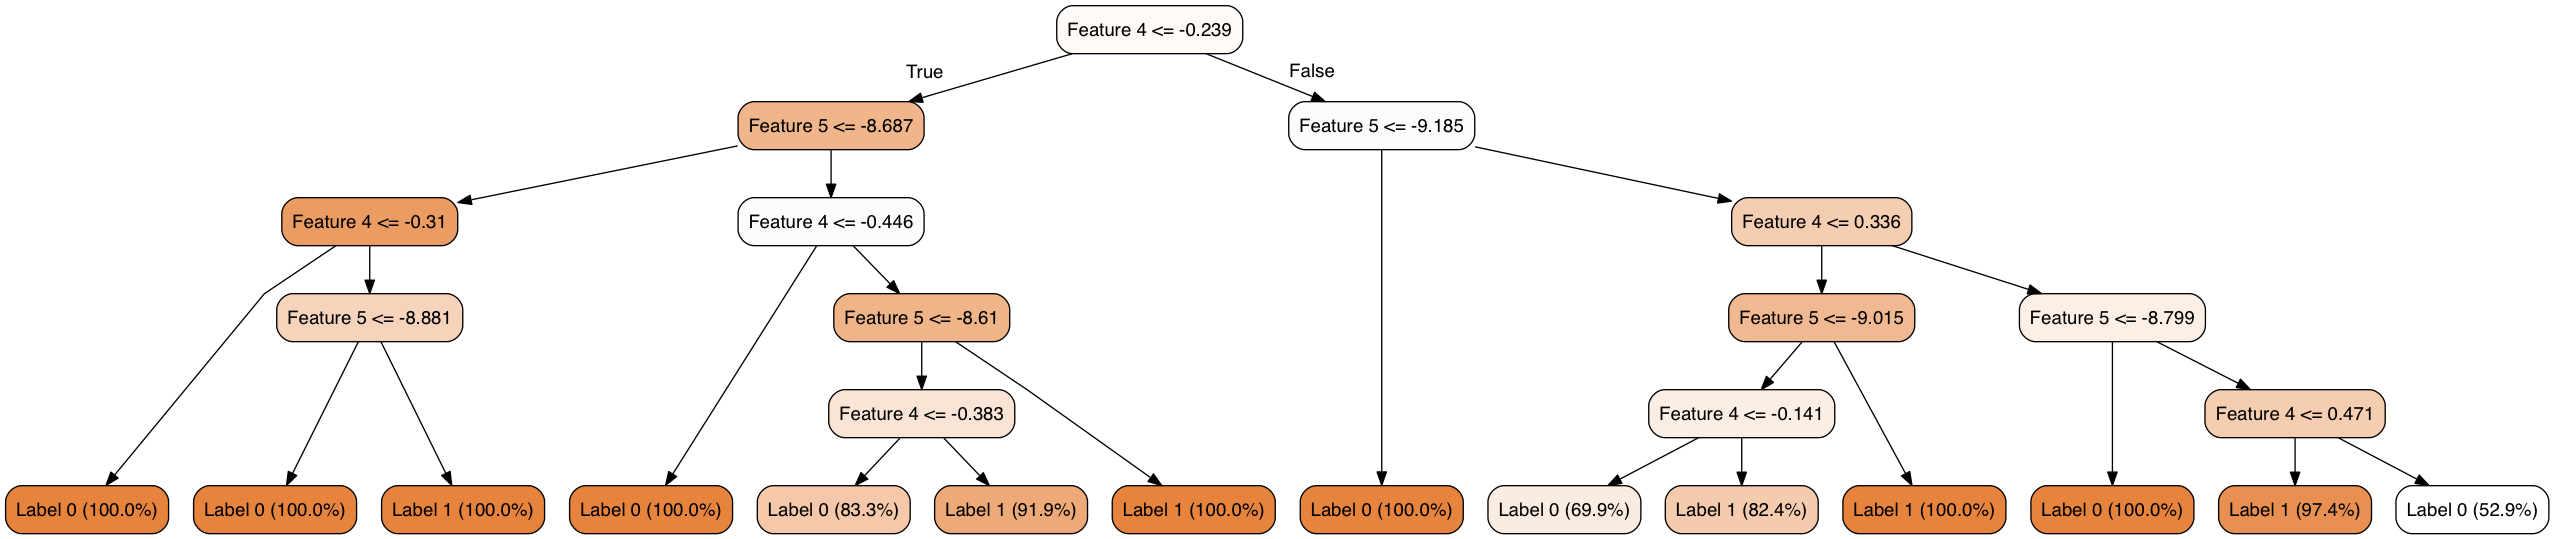 Feature 4 <= -0.239
True
False
Feature 5 <= -8.687
Feature 5 <= -9.185
Feature 4 <= -0.31
Feature 4 <= -0.446
Feature 4 <= 0.336
Feature 5 <= -8.881
Feature 5 <= -8.61
Feature 5 <= -9.015
Feature 5 <= -8.799
Feature 4 <= -0.383
Feature 4 <= -0.141
Feature 4 <= 0.471
Label 0 (100.0%)
Label 0 (100.0%)
Label 1 (100.0%)
Label 0 (100.0%)
Label 0 (83.3%)
Label 1 (91.9%)
Label 1 (100.0%)
Label 0 (100.0%)
Label 0 (69.9%)
Label 1 (82.4%)
Label 1 (100.0%)
Label 0 (100.0%)
Label 1 (97.4%)
Label 0 (52.9%)